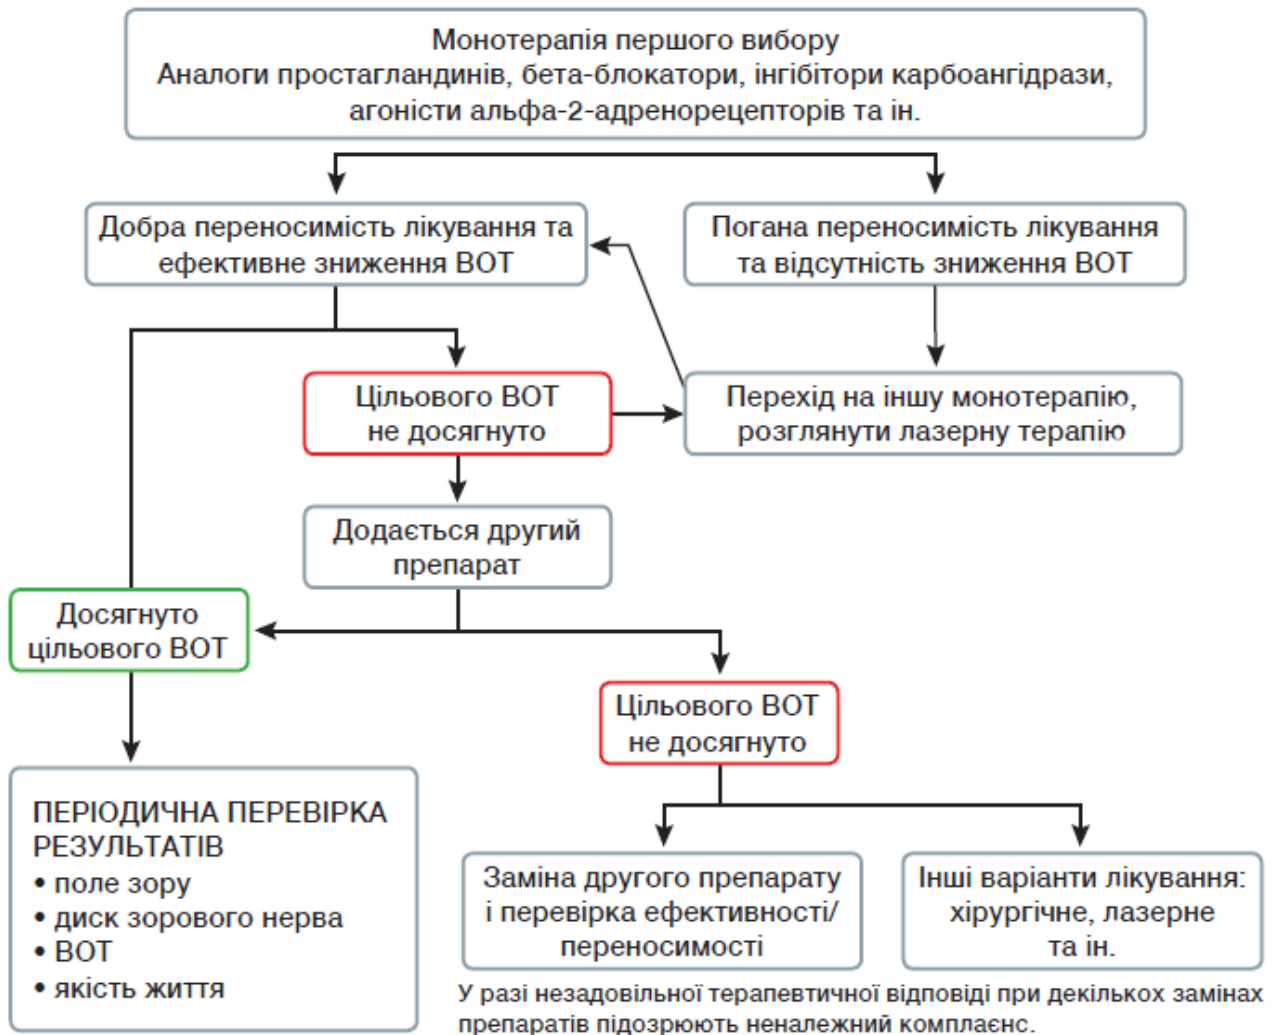 Монотерапія першого вибору
Аналоги простагландинів, бета-блокатори, інгібітори карбоангідрази,
агоністи альфа-2-адренорецепторів та ін.
Добра переносимість лікування та
ефективне зниження ВОТ
Погана переносимість лікування
та відсутність зниження ВОТ
Цільового ВОТ
не досягнуто
Перехід на іншу монотерапію,
розглянути лазерну терапію
Додається другий
препарат
Досягнуто
цільового ВОТ
Цільового ВОТ
не досягнуто
ПЕРІОДИЧНА ПЕРЕВІРКА
РЕЗУЛЬТАТІВ
• поле зору
• диск зорового нерва
• ВОТ
• якість життя
Заміна другого препарату
і перевірка ефективності/
переносимості
Інші варіанти лікування:
хірургічне, лазерне
та ін.
У разі незадовільної терапевтичної відповіді при декількох замінах
препаратів підозрюють неналежний комплаєнс.